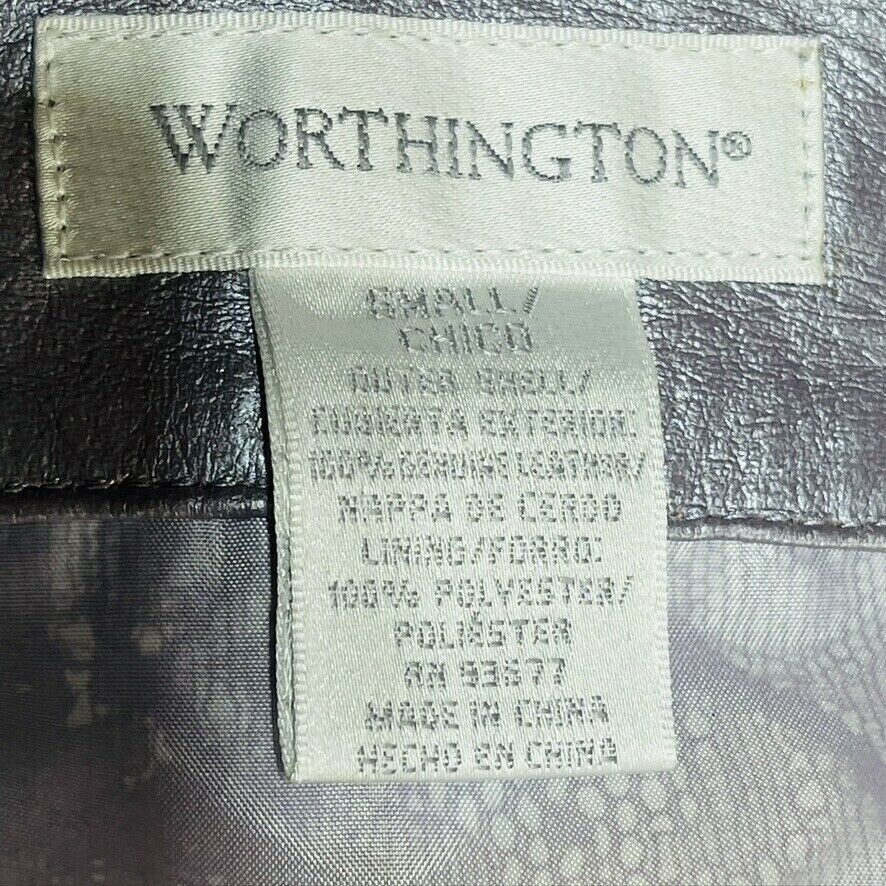 WORTHINGTON®
SMALL/
CHICO
OUTER SHELL/
CUBIERTA EXTERIOR:
100% GENUINE LEATHER/
NAPPA DE CERDO
LINING/FORRO:
100% POLYESTER/
POLIÉSTER
RN 93677
MADE IN CHINA
HECHO EN CHINA